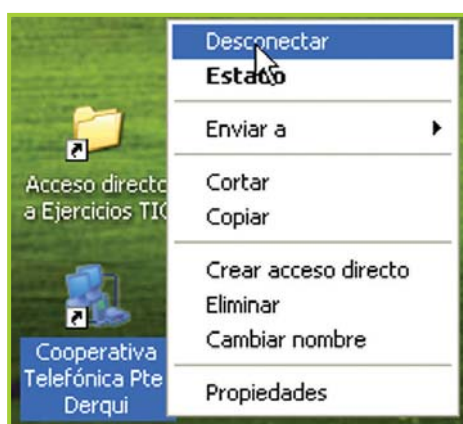 Desconectar
Estado
Enviar a
Cortar
Copiar
Crear acceso directo
Eliminar
Cambiar nombre
Propiedades
Acceso directo
a Ejercicios TIC
Cooperativa
Telefónica Pte
Derqui